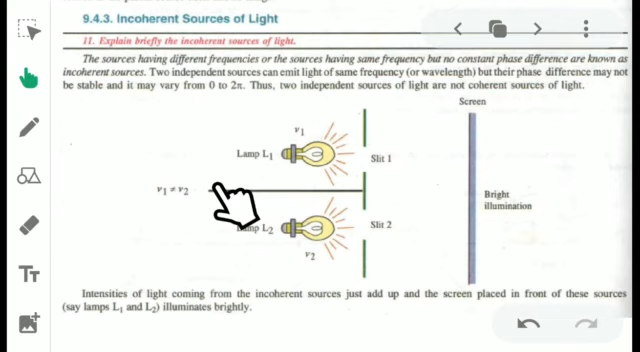 9.4.3. Incoherent Sources of Light
11. Explain briefly the incoherent sources of light.
The sources having different frequencies or the sources having same frequency but no constant phase difference are known as
incoherent sources. Two independent sources can emit light of same frequency (or wavelength) but their phase difference may not
be stable and it may vary from 0 to 2π. Thus, two independent sources of light are not coherent sources of light.
Screen
ν1
Lamp L1
Slit 1
ν1 ≠ ν2
Bright
illumination
Lamp L2
Slit 2
ν2
Intensities of light coming from the incoherent sources just add up and the screen placed in front of these sources
(say lamps L1 and L2) illuminates brightly.
TT